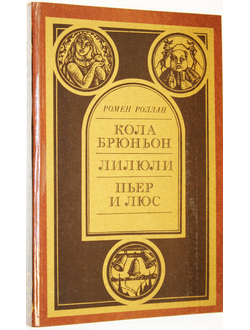 РОМЕН РОЛЛАН
КОЛА
БРЮНЬОН
ЛИЛЮЛИ
ПЬЕР
И ЛЮС